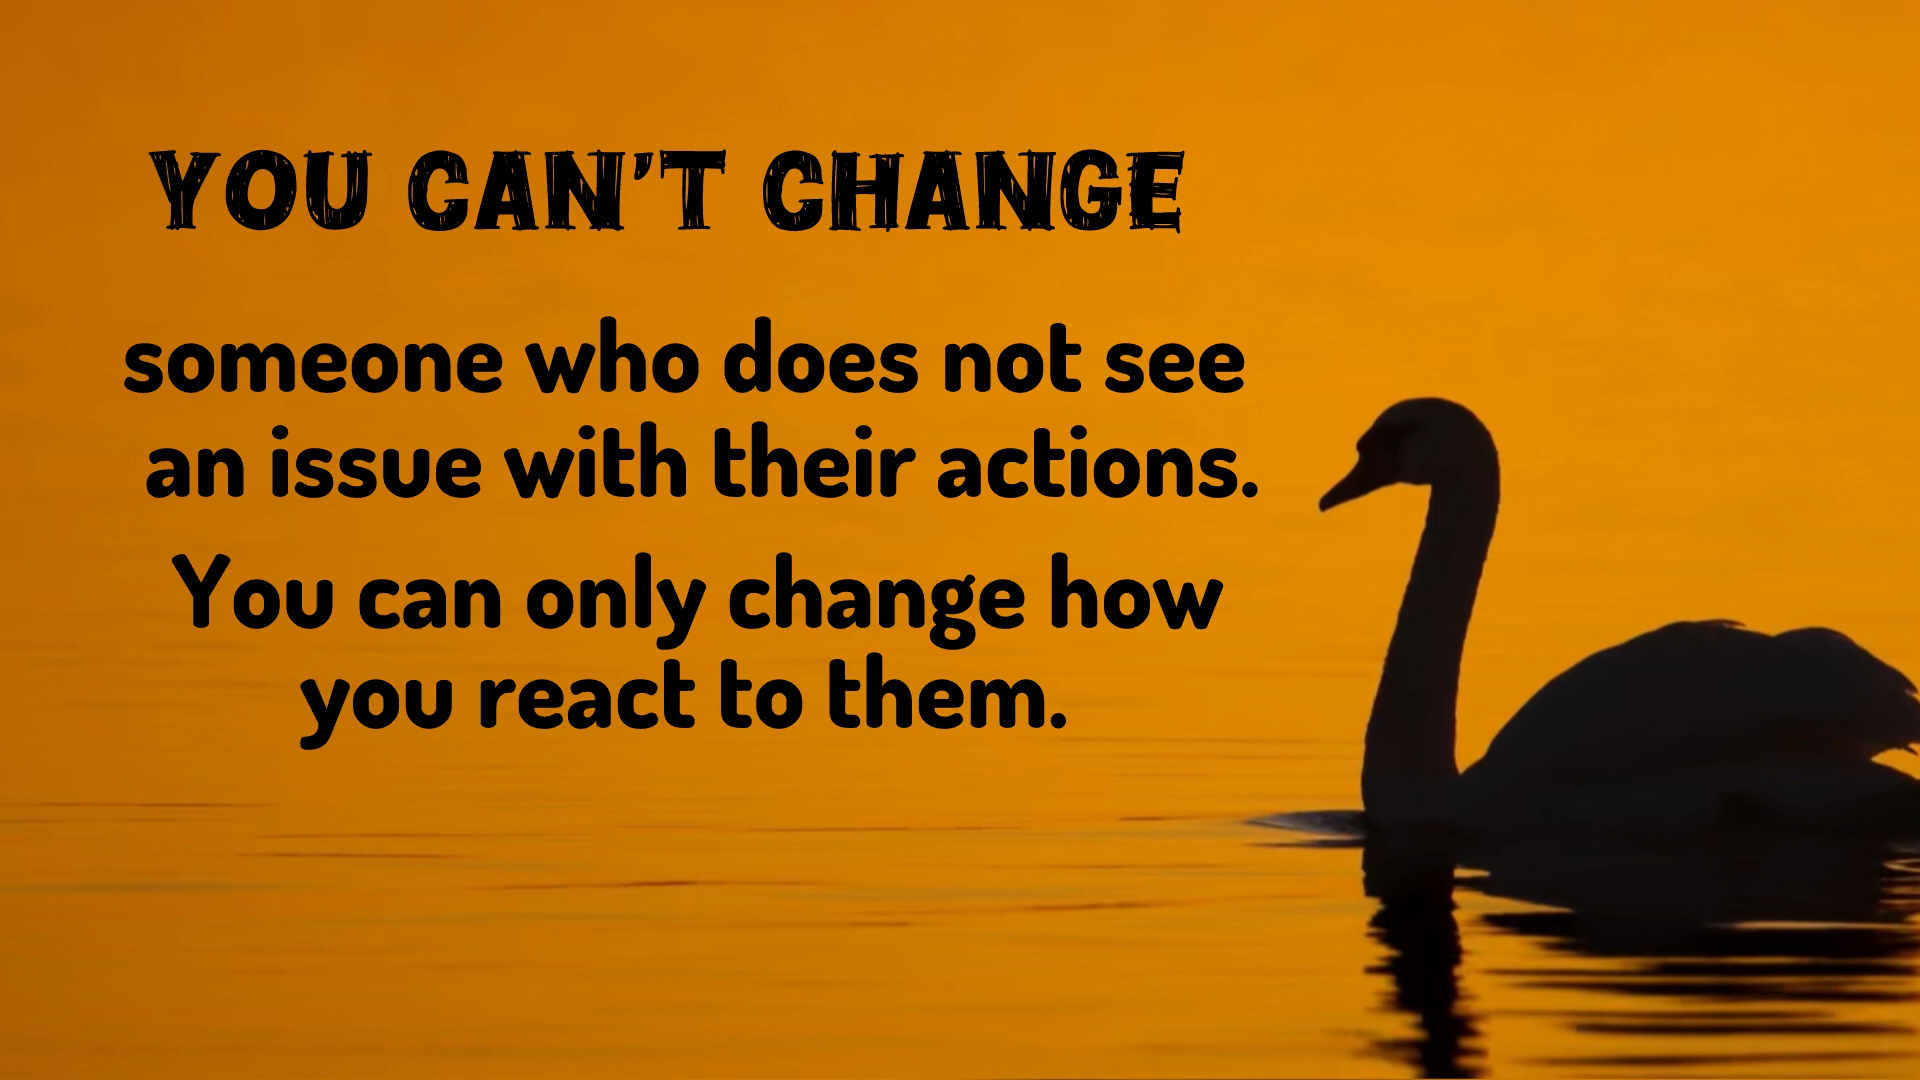 YOU CAN'T CHANGE
someone who does not see
an issue with their actions.
You can only change how
you react to them.